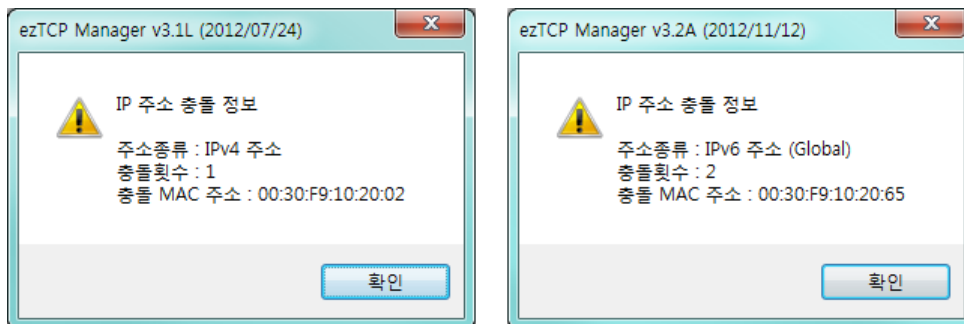 ezTCP Manager v3.1L (2012/07/24)
IP 주소 충돌 정보
주소종류 : IPv4 주소
충돌횟수 : 1
충돌 MAC 주소 : 00:30:F9:10:20:02
확인
ezTCP Manager v3.2A (2012/11/12)
IP 주소 충돌 정보
주소종류 : IPv6 주소 (Global)
충돌횟수 : 2
충돌 MAC 주소 : 00:30:F9:10:20:65
확인